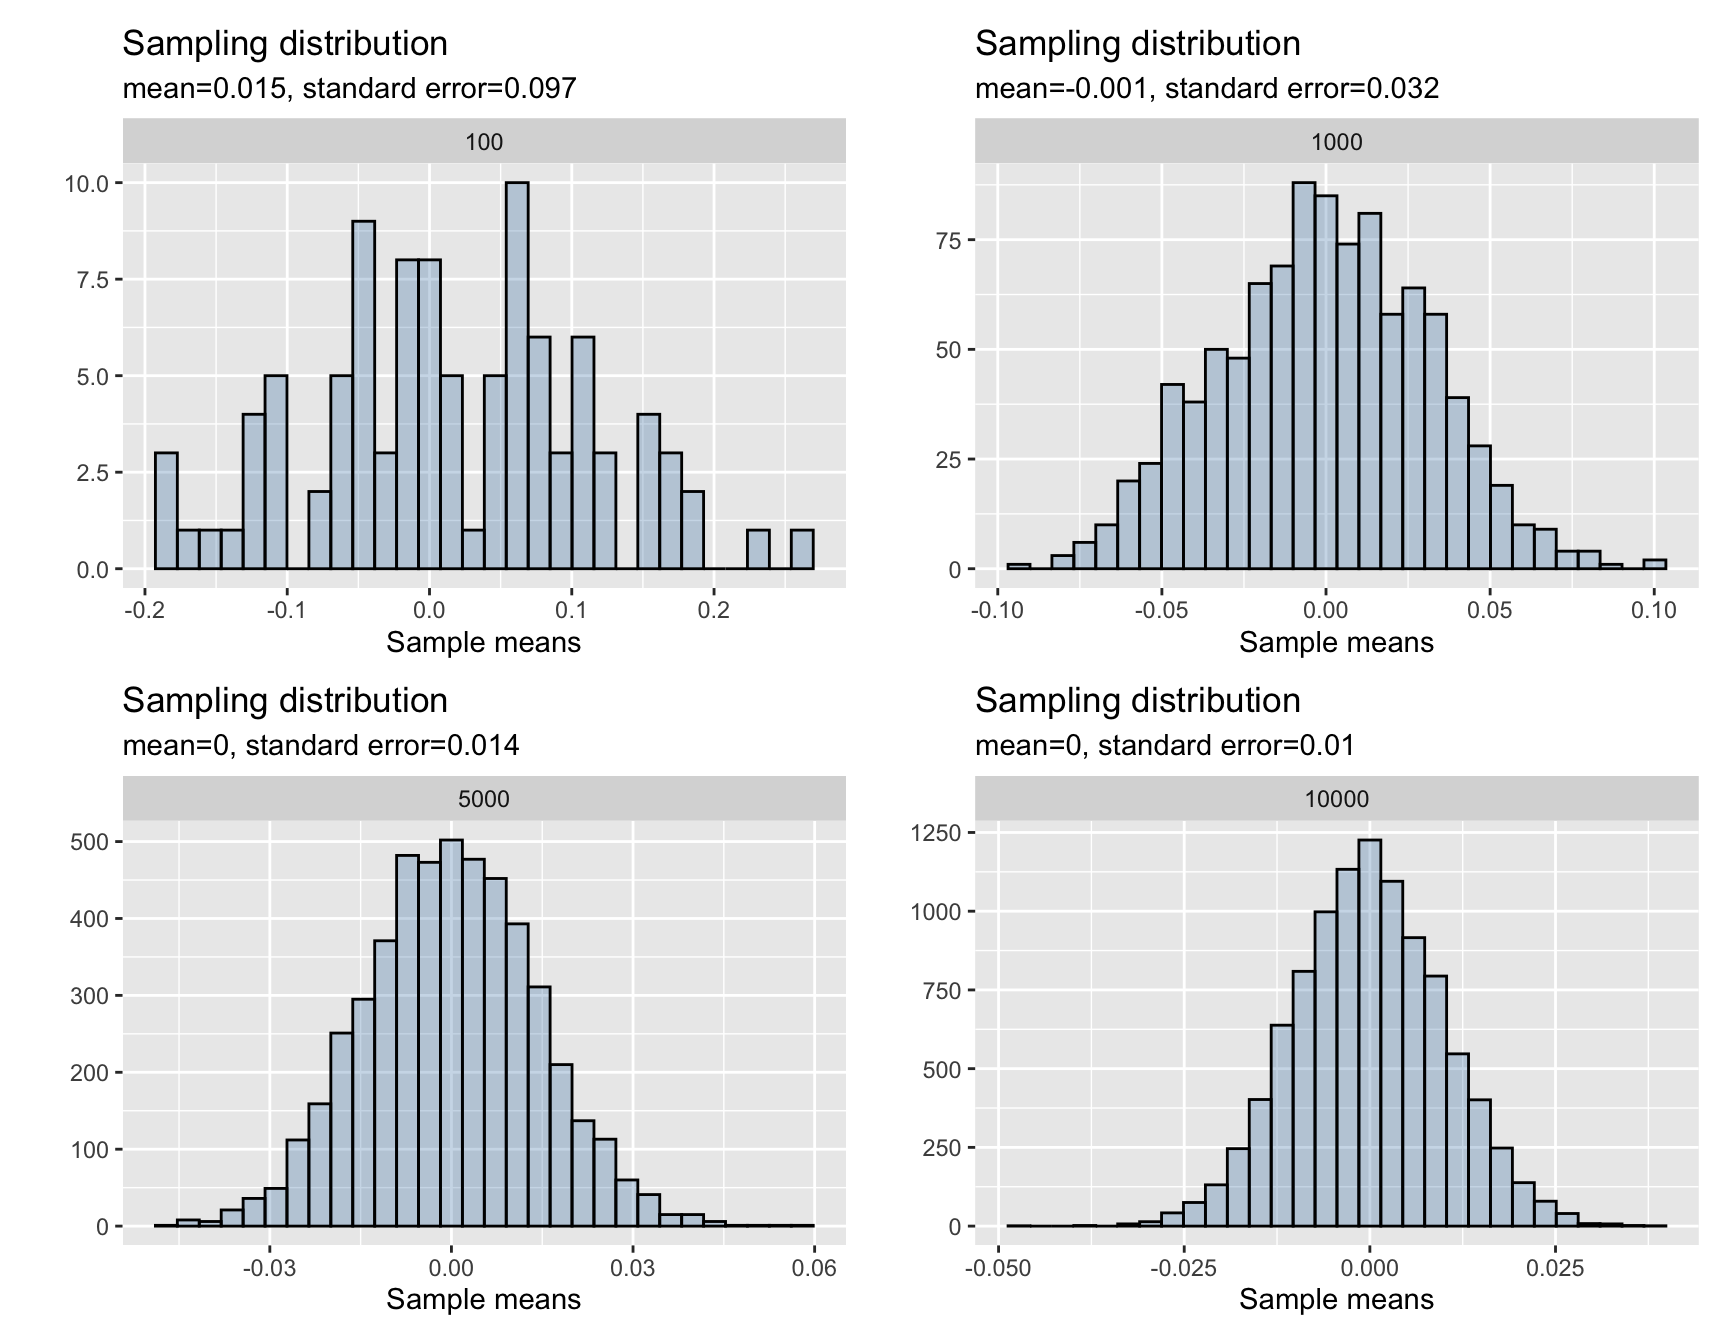 Sampling distribution
mean=0.015, standard error=0.097
100
10.0
7.5
5.0
2.5
0.0
-0.2 -0.1 0.0 0.1 0.2
Sample means
Sampling distribution
mean=-0.001, standard error=0.032
1000
75
50
25
0
-0.10 -0.05 0.00 0.05 0.10
Sample means
Sampling distribution
mean=0, standard error=0.014
5000
500
400
300
200
100
0
-0.03 0.00 0.03 0.06
Sample means
Sampling distribution
mean=0, standard error=0.01
10000
1250
1000
750
500
250
0
-0.050 -0.025 0.000 0.025
Sample means